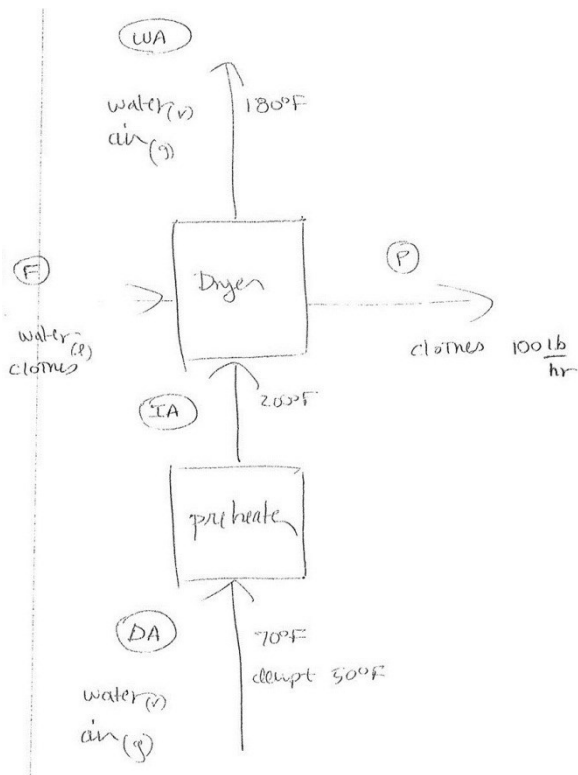 WA
water(v)
air(g)
180°F
F
Dryer
P
water(l)
clothes
clothes 100 lb/hr
IA
200°F
preheater
DA
70°F
dewpt 50°F
water(v)
air(g)